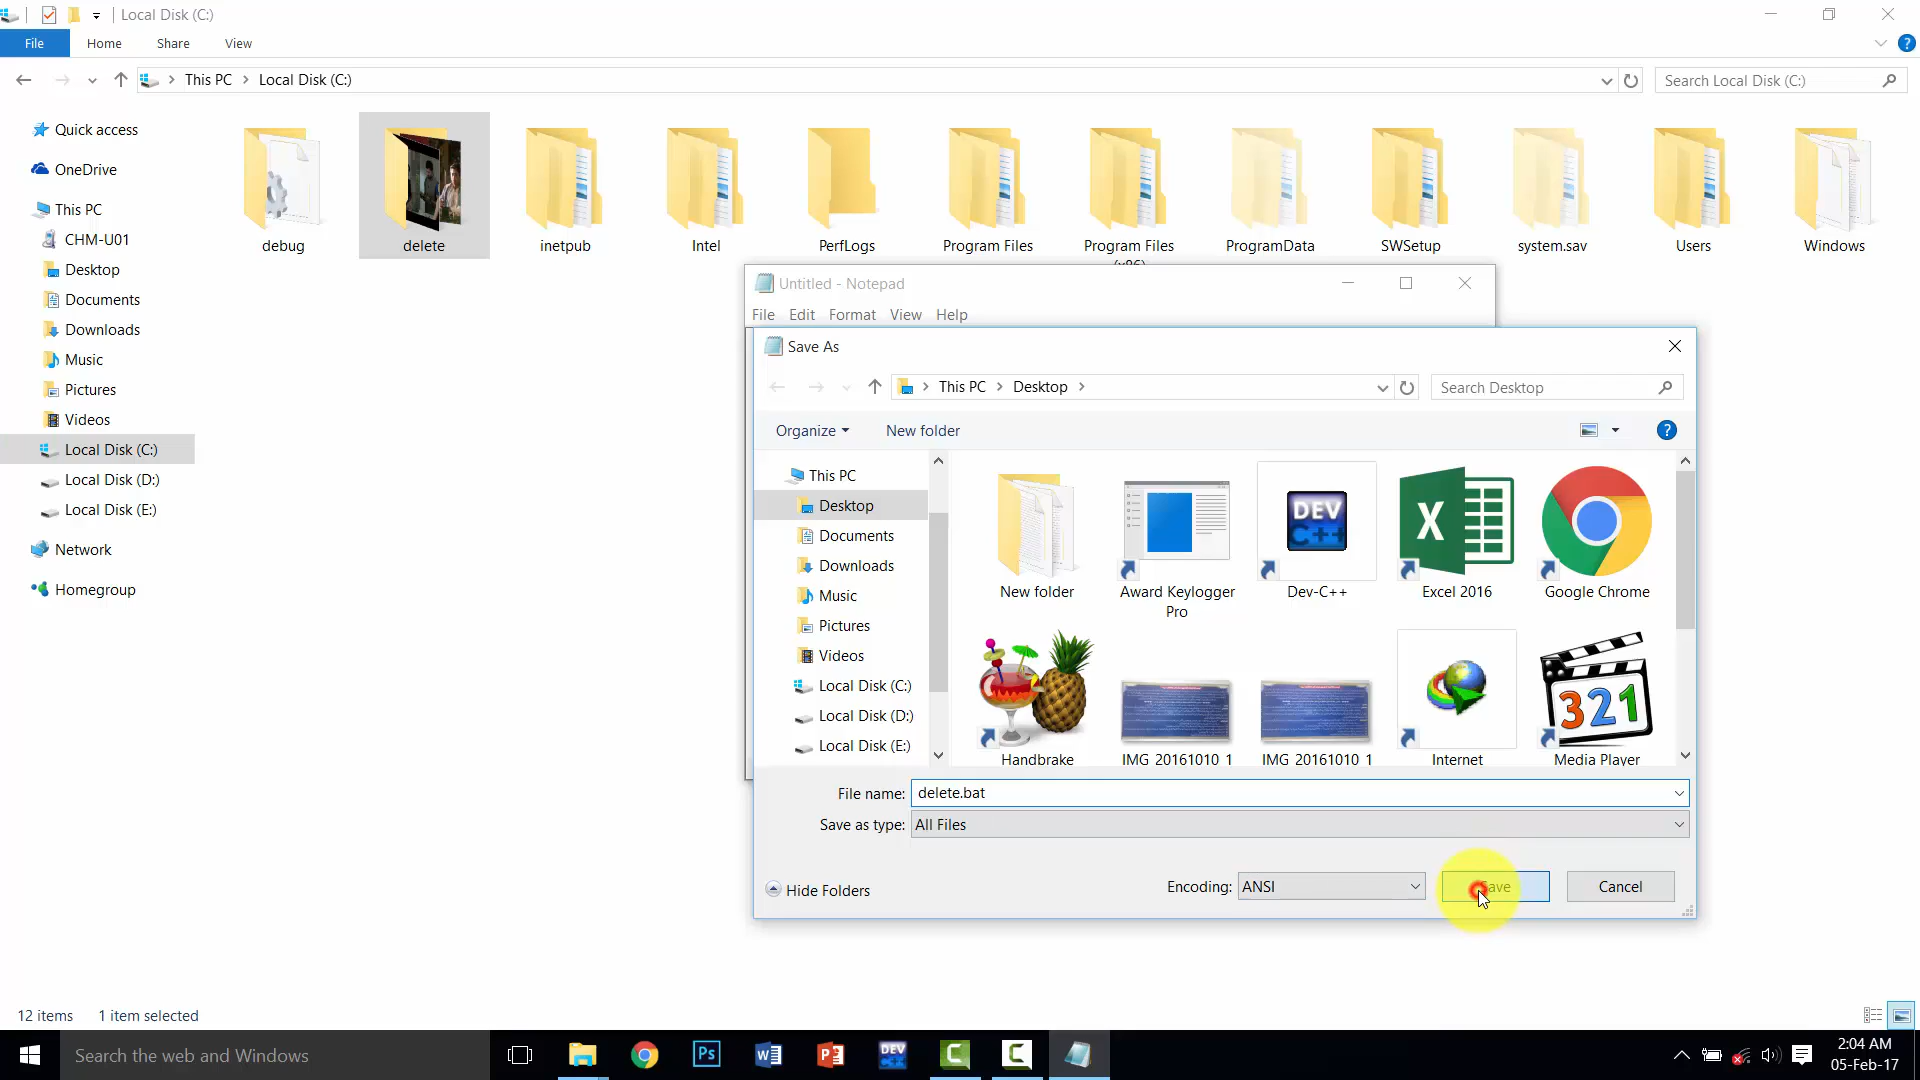 Local Disk (C:)
File
Home
Share
View
This PC
Local Disk (C:)
Search Local Disk (C:)
Quick access
OneDrive
This PC
CHM-U01
Desktop
Documents
Downloads
Music
Pictures
Videos
Local Disk (C:)
Local Disk (D:)
Local Disk (E:)
Network
Homegroup
debug
delete
inetpub
Intel
PerfLogs
Program Files
Program Files
(x86)
ProgramData
SWSetup
system.sav
Users
Windows
Untitled - Notepad
File
Edit
Format
View
Help
Save As
This PC
Desktop
Search Desktop
Organize
New folder
This PC
Desktop
Documents
Downloads
Music
Pictures
Videos
Local Disk (C:)
Local Disk (D:)
Local Disk (E:)
New folder
Award Keylogger
Pro
DEV
C++
Dev-C++
X
Excel 2016
Google Chrome
Handbrake
IMG_20161010_1
IMG_20161010_1
Internet
321
Media Player
File name:
delete.bat
Save as type:
All Files
Hide Folders
Encoding:
ANSI
Save
Cancel
12 items
1 item selected
Search the web and Windows
Ps
DEV
2:04 AM
05-Feb-17